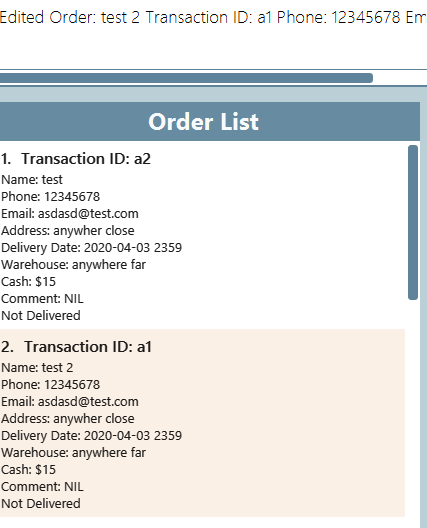 Edited Order: test 2 Transaction ID: a1 Phone: 12345678 Em
Order List
1. Transaction ID: a2
Name: test
Phone: 12345678
Email: asdasd@test.com
Address: anywher close
Delivery Date: 2020-04-03 2359
Warehouse: anywhere far
Cash: $15
Comment: NIL
Not Delivered
2. Transaction ID: a1
Name: test 2
Phone: 12345678
Email: asdasd@test.com
Address: anywher close
Delivery Date: 2020-04-03 2359
Warehouse: anywhere far
Cash: $15
Comment: NIL
Not Delivered